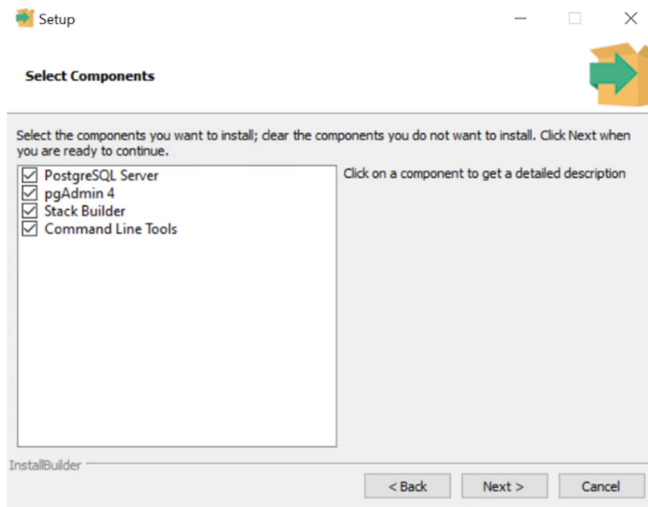 Setup
Select Components
Select the components you want to install; clear the components you do not want to install. Click Next when
you are ready to continue.
PostgreSQL Server
pgAdmin 4
Stack Builder
Command Line Tools
Click on a component to get a detailed description
InstallBuilder
< Back
Next >
Cancel